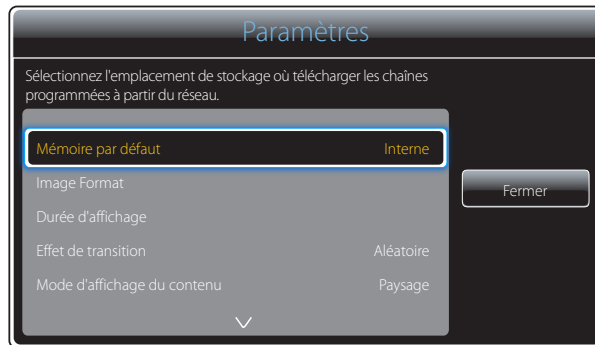 Paramètres
Sélectionnez l'emplacement de stockage où télécharger les chaînes
programmées à partir du réseau.
Mémoire par défaut Interne
Image Format
Fermer
Durée d'affichage
Effet de transition Aléatoire
Mode d'affichage du contenu Paysage